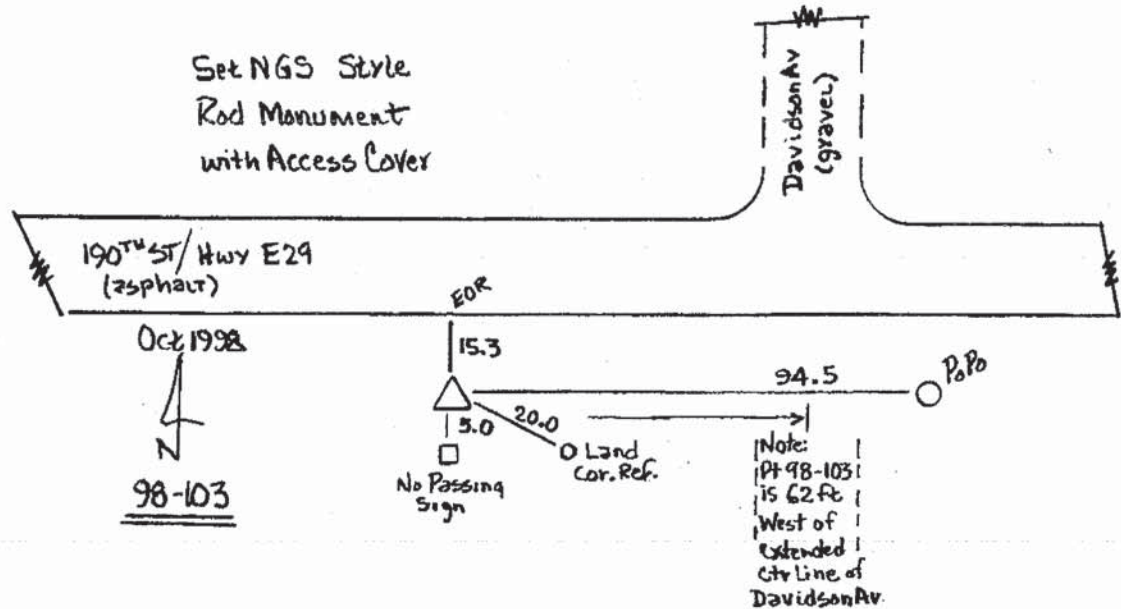 Set NGS Style
Rod Monument
with Access Cover
Davidson Av
(gravel)
190TH ST/Hwy E29
(asphalt)
EOR
Oct 1998
15.3
94.5
PoPo
5.0
20.0
Land
Cor. Ref.
No Passing
Sign
N
98-103
Note:
Pt 98-103
is 62 ft
West of
extended
Ctr Line of
Davidson Av.